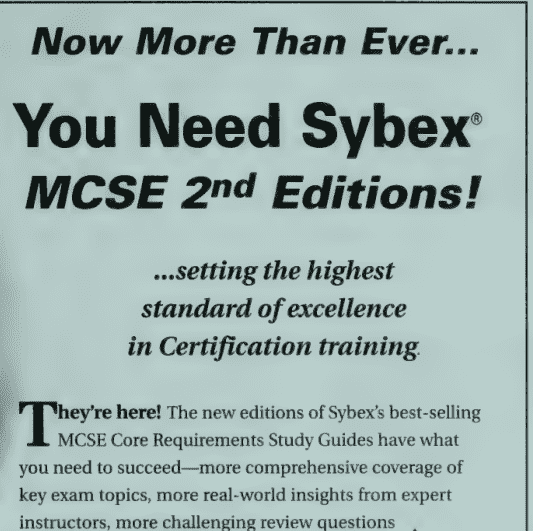 Now More Than Ever...
You Need Sybex®
MCSE 2nd Editions!
...setting the highest
standard of excellence
in Certification training.
They're here! The new editions of Sybex's best-selling
MCSE Core Requirements Study Guides have what
you need to succeed—more comprehensive coverage of
key exam topics, more real-world insights from expert
instructors, more challenging review questions